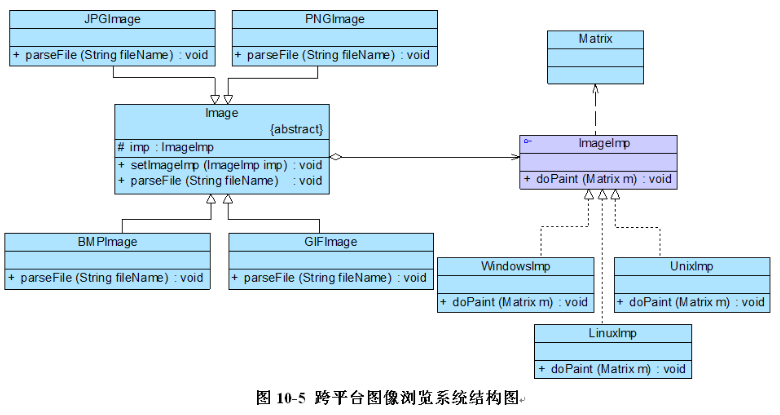 JPGImage
+ parseFile (String fileName) : void
PNGImage
+ parseFile (String fileName) : void
Matrix
Image
{abstract}
# imp : ImageImp
+ setImageImp (ImageImp imp) : void
+ parseFile (String fileName) : void
ImageImp
+ doPaint (Matrix m) : void
BMPImage
+ parseFile (String fileName) : void
GIFImage
+ parseFile (String fileName) : void
WindowsImp
+ doPaint (Matrix m) : void
UnixImp
+ doPaint (Matrix m) : void
LinuxImp
+ doPaint (Matrix m) : void
图 10-5 跨平台图像浏览系统结构图